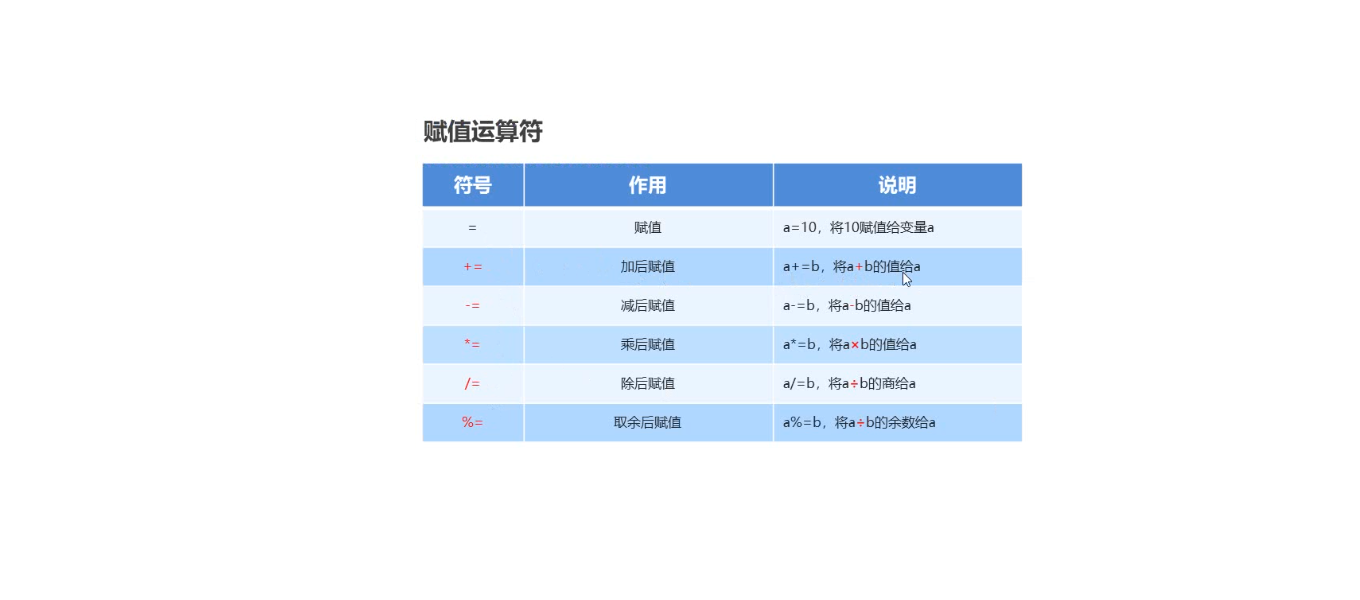 赋值运算符
符号 作用 说明
= 赋值 a=10，将10赋值给变量a
+= 加后赋值 a+=b，将a+b的值给a
-= 减后赋值 a-=b，将a-b的值给a
*= 乘后赋值 a*=b，将a×b的值给a
/= 除后赋值 a/=b，将a÷b的商给a
%= 取余后赋值 a%=b，将a÷b的余数给a